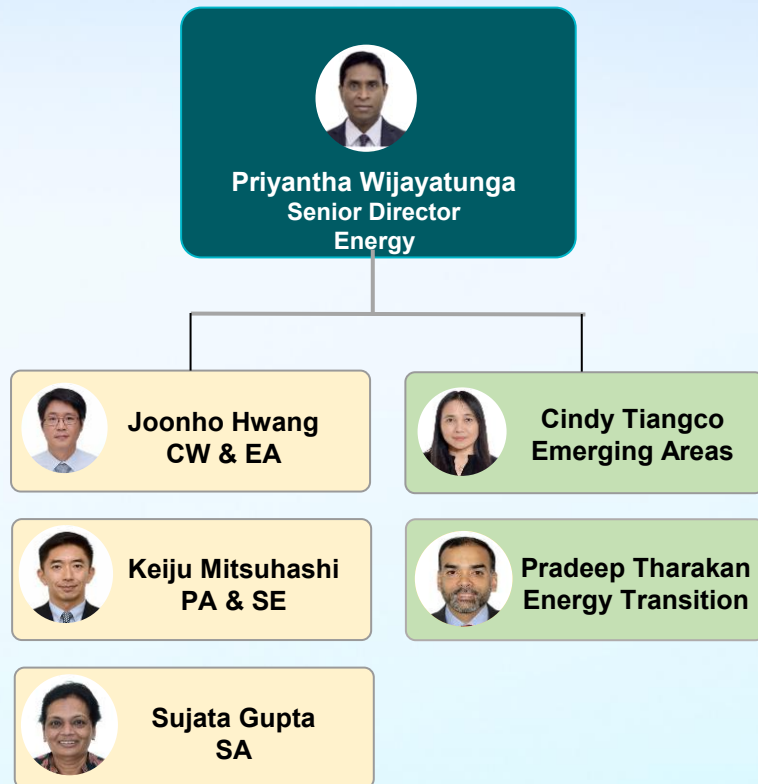 Priyantha Wijayatunga
Senior Director
Energy
Joonho Hwang
CW & EA
Keiju Mitsuhashi
PA & SE
Sujata Gupta
SA
Cindy Tiangco
Emerging Areas
Pradeep Tharakan
Energy Transition